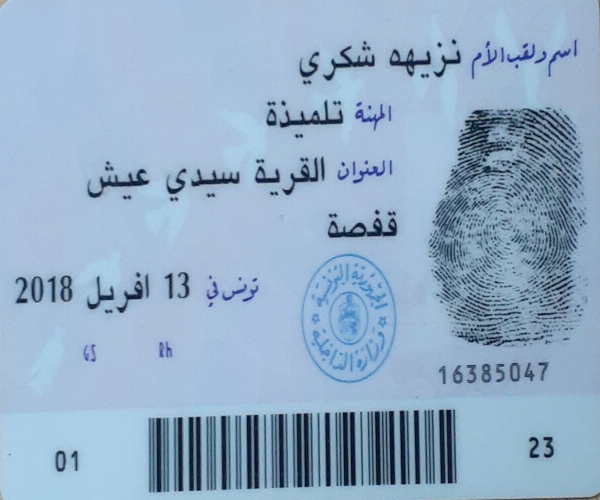 اسم ولقب الأم نزيهه شكري
المهنة تلميذة
العنوان القرية سيدي عيش
قفصة
تونس في 13 افريل 2018
GS Rh
الجمهورية التونسية
وزارة الداخلية
16385047
01 23